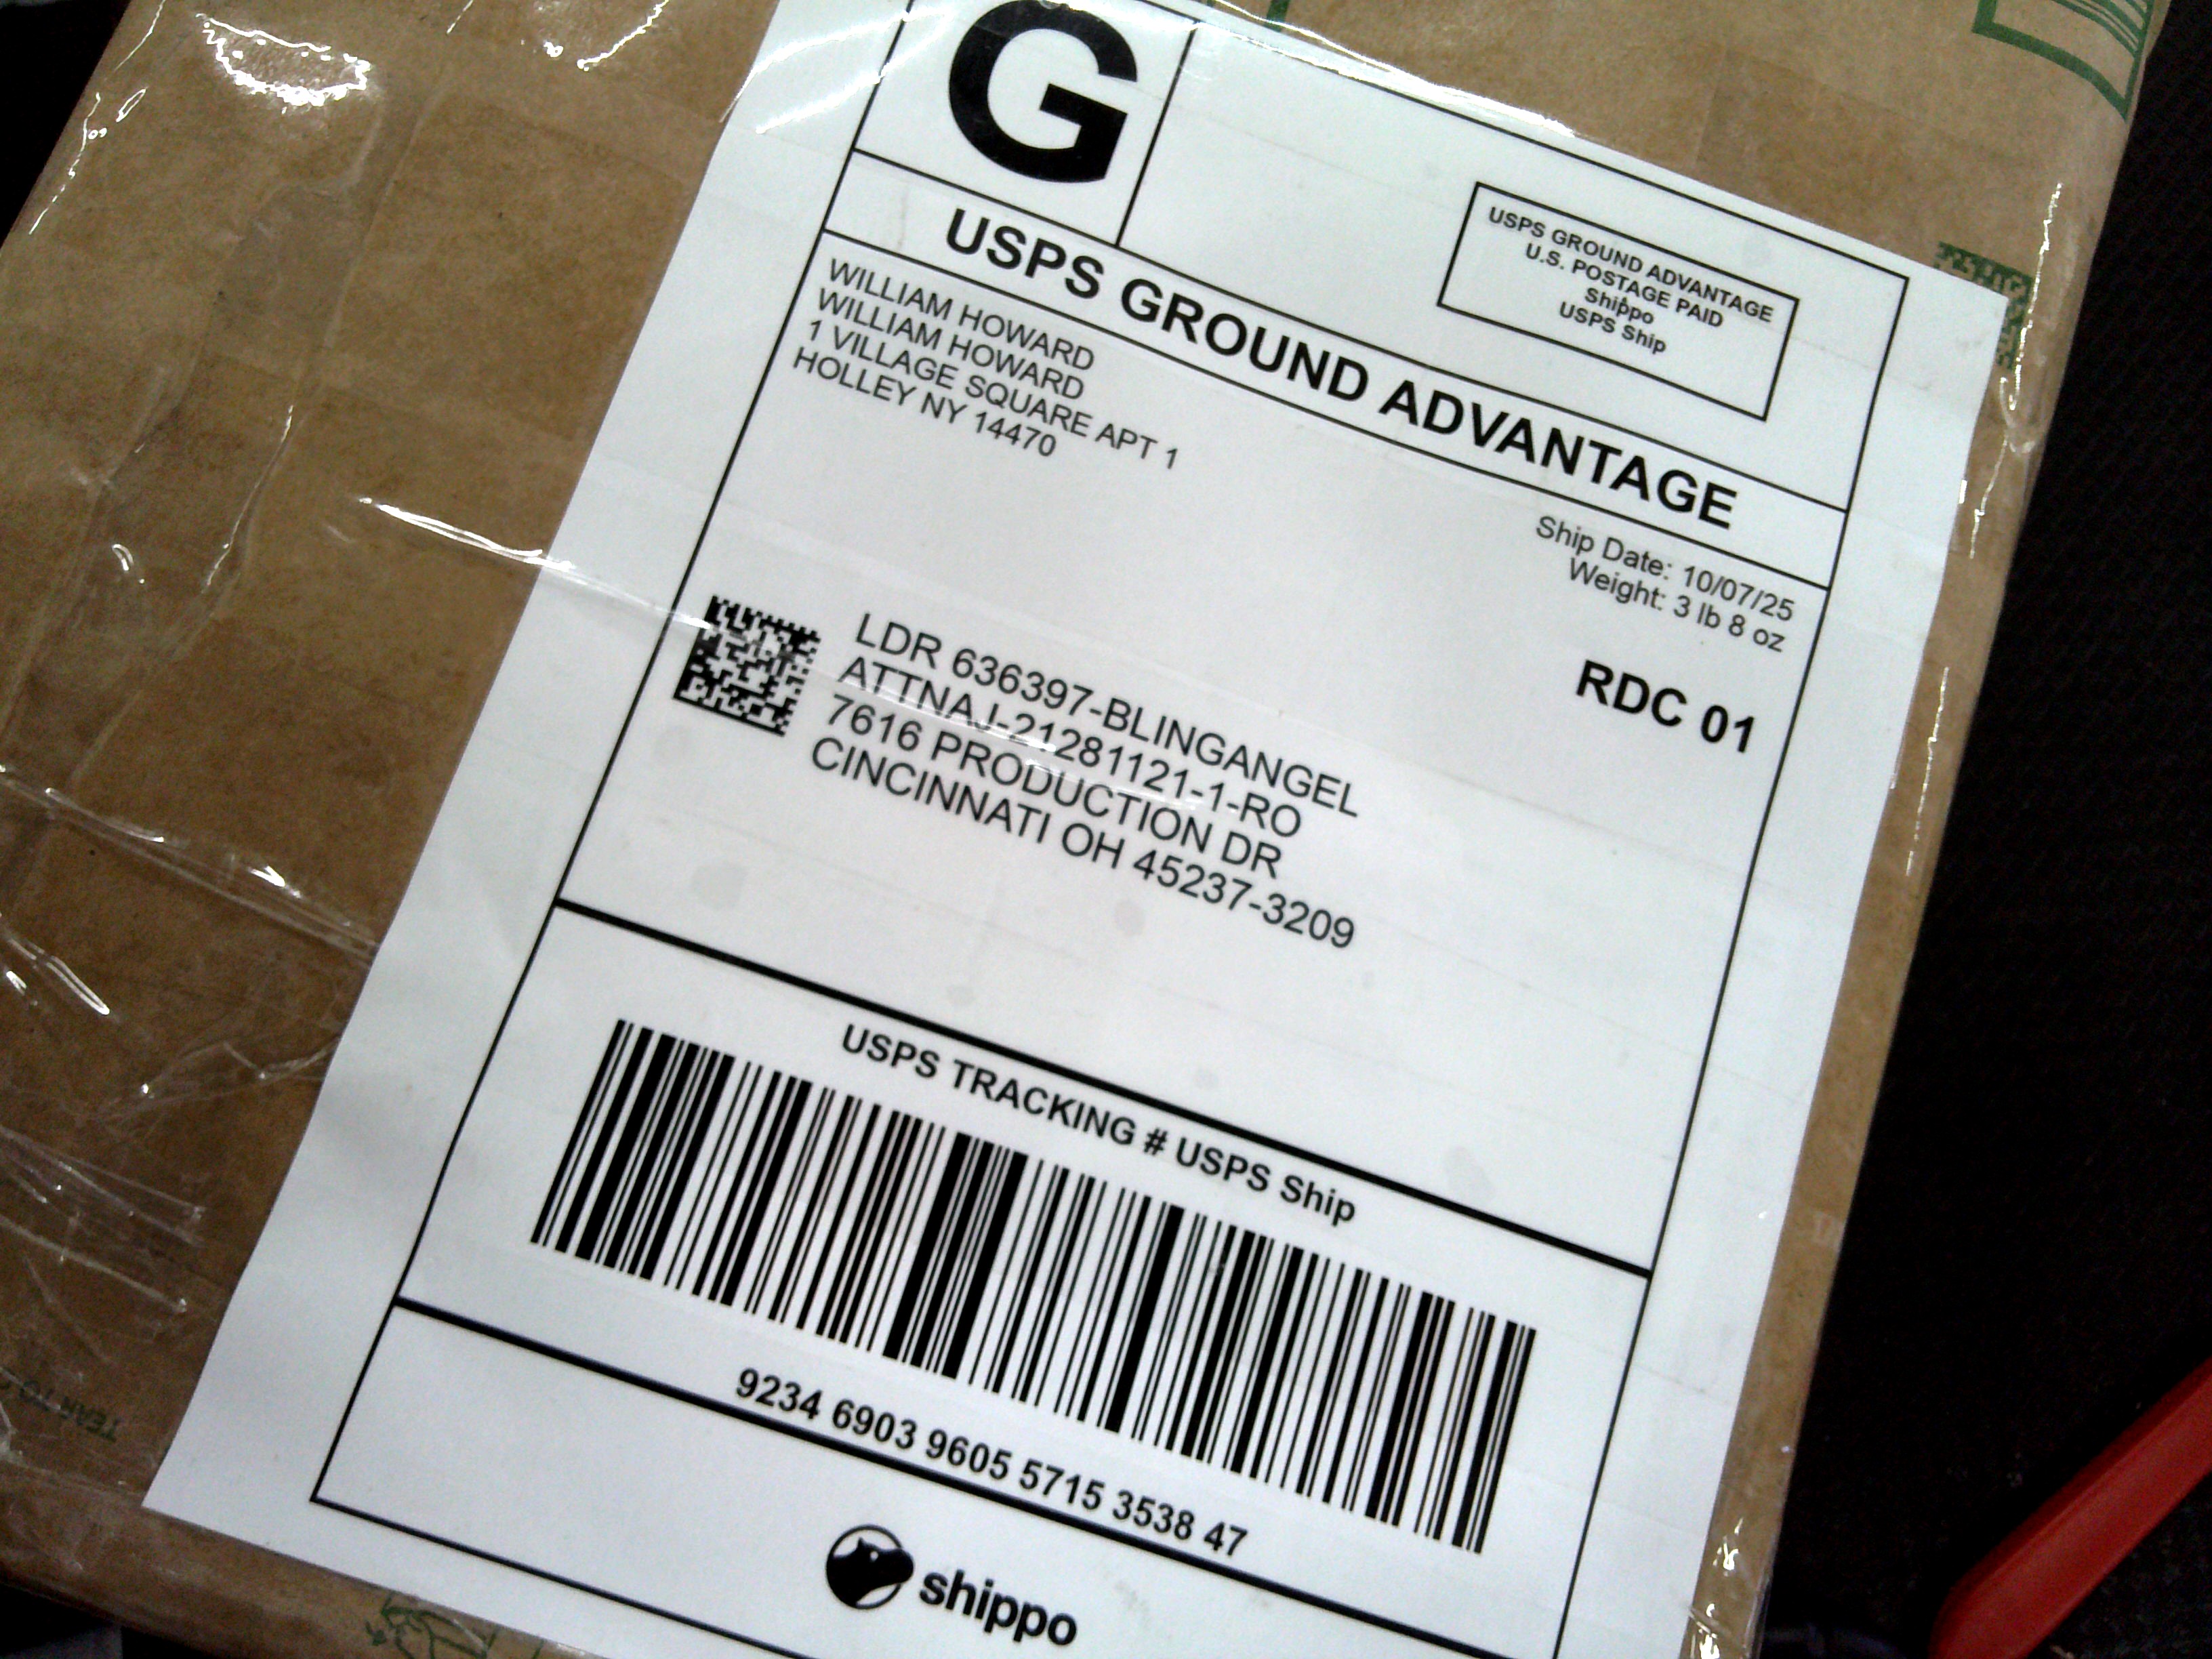 G
USPS GROUND ADVANTAGE
U.S. POSTAGE PAID
Shippo
USPS Ship
USPS GROUND ADVANTAGE
WILLIAM HOWARD
WILLIAM HOWARD
1 VILLAGE SQUARE APT 1
HOLLEY NY 14470
Ship Date: 10/07/25
Weight: 3 lb 8 oz
RDC 01
LDR 636397-BLINGANGEL
ATTNAJ-21281121-1-RO
7616 PRODUCTION DR
CINCINNATI OH 45237-3209
USPS TRACKING # USPS Ship
9234 6903 9605 5715 3538 47
shippo
TEAR TO